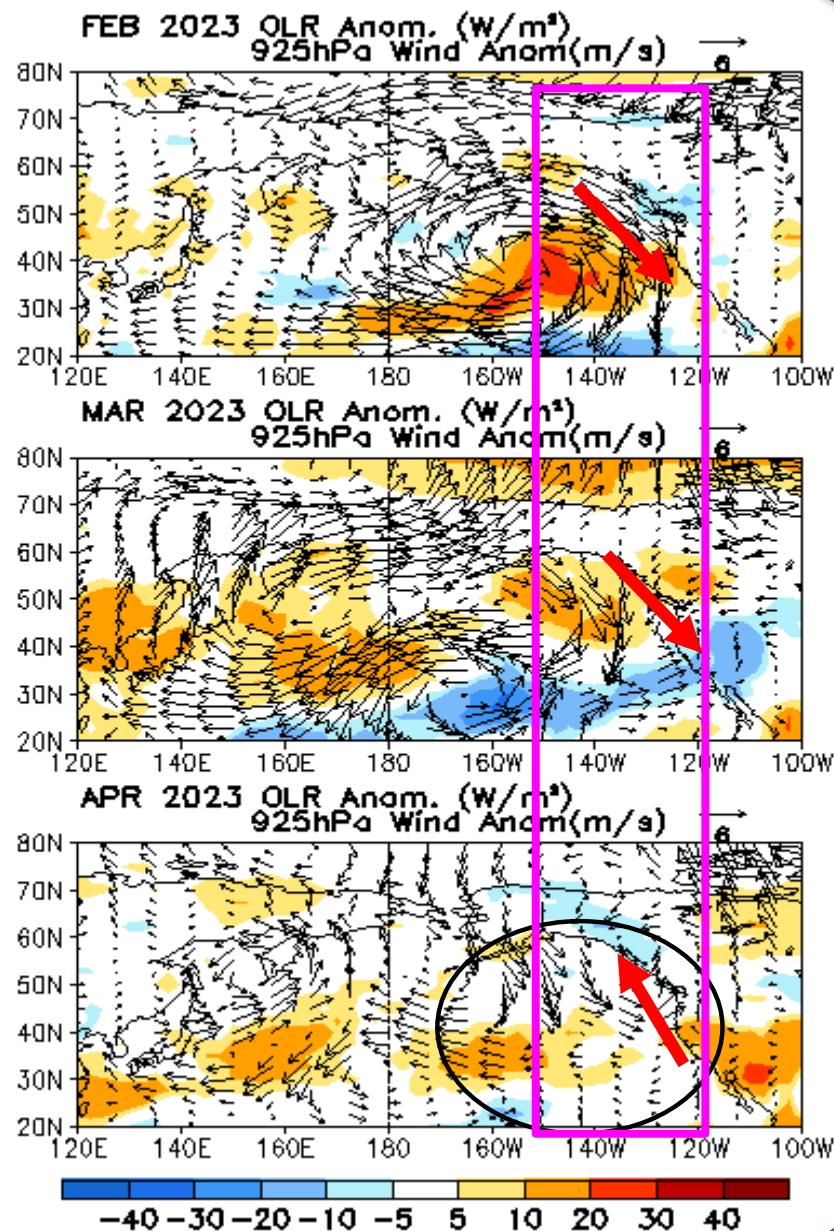 FEB 2023 OLR Anom. (W/m²)
925hPa Wind Anom(m/s)
6
80N
70N
60N
50N
40N
30N
20N
120E 140E 160E 180 160W 140W 120W 100W
MAR 2023 OLR Anom. (W/m²)
925hPa Wind Anom(m/s)
6
80N
70N
60N
50N
40N
30N
20N
120E 140E 160E 180 160W 140W 120W 100W
APR 2023 OLR Anom. (W/m²)
925hPa Wind Anom(m/s)
6
80N
70N
60N
50N
40N
30N
20N
120E 140E 160E 180 160W 140W 120W 100W
-40 -30 -20 -10 -5 5 10 20 30 40